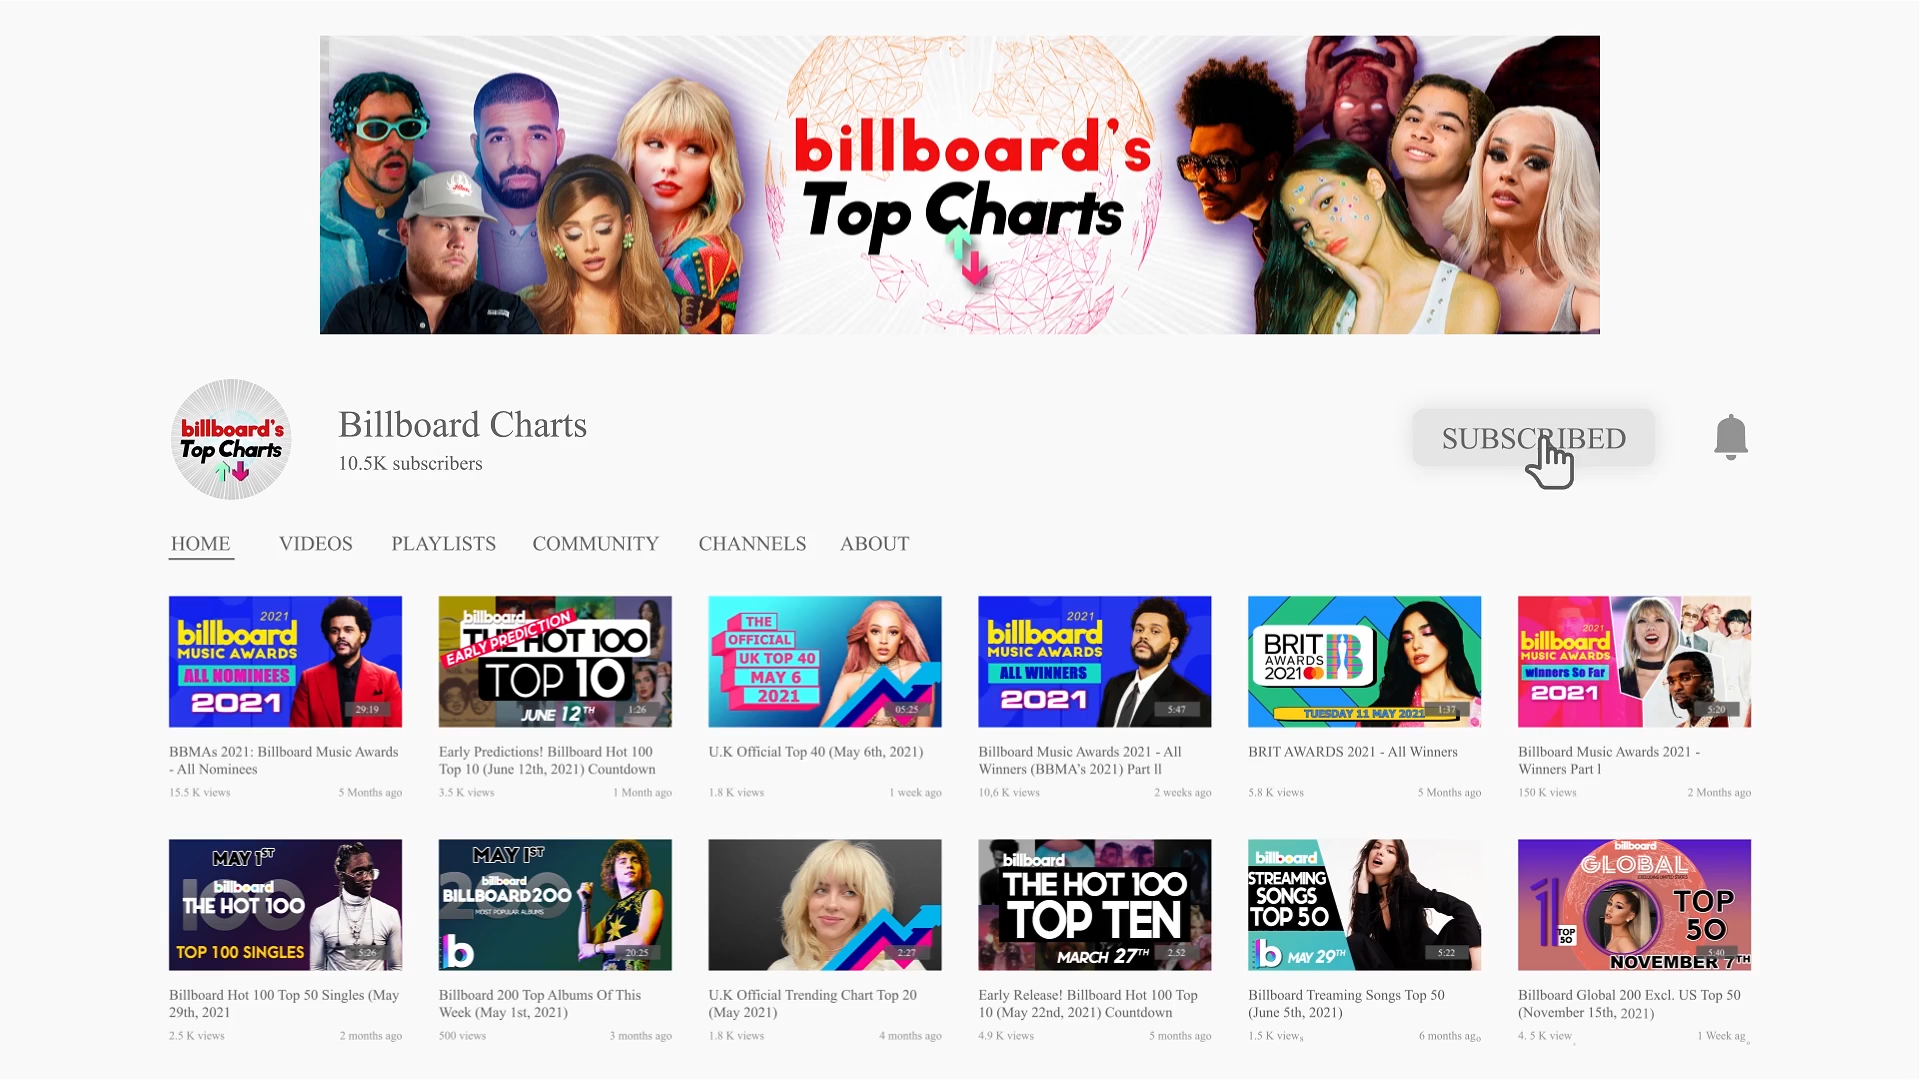 billboard's
Top Charts
billboard's
Top Charts
Billboard Charts
10.5K subscribers
SUBSCRIBED
HOME VIDEOS PLAYLISTS COMMUNITY CHANNELS ABOUT
2021
billboard
MUSIC AWARDS
ALL NOMINEES
2021
29:19
billboard
THE HOT 100
EARLY PREDICTION
TOP 10
JUNE 12TH
1:26
THE
OFFICIAL
UK TOP 40
MAY 6
2021
05:25
2021
billboard
MUSIC AWARDS
ALL WINNERS
2021
5:47
BRIT
AWARDS
2021
TUESDAY 11 MAY 2021
1:37
2021
billboard
MUSIC AWARDS
winners So Far
2021
5:20
BBMAs 2021: Billboard Music Awards
- All Nominees
15.5 K views 5 Months ago
Early Predictions! Billboard Hot 100
Top 10 (June 12th, 2021) Countdown
3.5 K views 1 Month ago
U.K Official Top 40 (May 6th, 2021)
1.8 K views 1 week ago
Billboard Music Awards 2021 - All
Winners (BBMA's 2021) Part ll
10,6 K views 2 weeks ago
BRIT AWARDS 2021 - All Winners
5.8 K views 5 Months ago
Billboard Music Awards 2021 -
Winners Part l
150 K views 2 Months ago
MAY 1ST
100
billboard
THE HOT 100
TOP 100 SINGLES
5:26
MAY 1ST
200
billboard
BILLBOARD 200
MOST POPULAR ALBUMS
b
20:25
2:27
billboard
THE HOT 100
TOP TEN
MARCH 27TH
2:52
billboard
STREAMING
SONGS
TOP 50
b MAY 29TH
5:22
billboard
GLOBAL
TOP
50
TOP
50
5:40
NOVEMBER 7TH
Billboard Hot 100 Top 50 Singles (May
29th, 2021
2.5 K views 2 months ago
Billboard 200 Top Albums Of This
Week (May 1st, 2021)
500 views 3 months ago
U.K Official Trending Chart Top 20
(May 2021)
1.8 K views 4 months ago
Early Release! Billboard Hot 100 Top
10 (May 22nd, 2021) Countdown
4.9 K views 5 months ago
Billboard Treaming Songs Top 50
(June 5th, 2021)
1.5 K views 6 months ago
Billboard Global 200 Excl. US Top 50
(November 15th, 2021)
4. 5 K view 1 Week ag